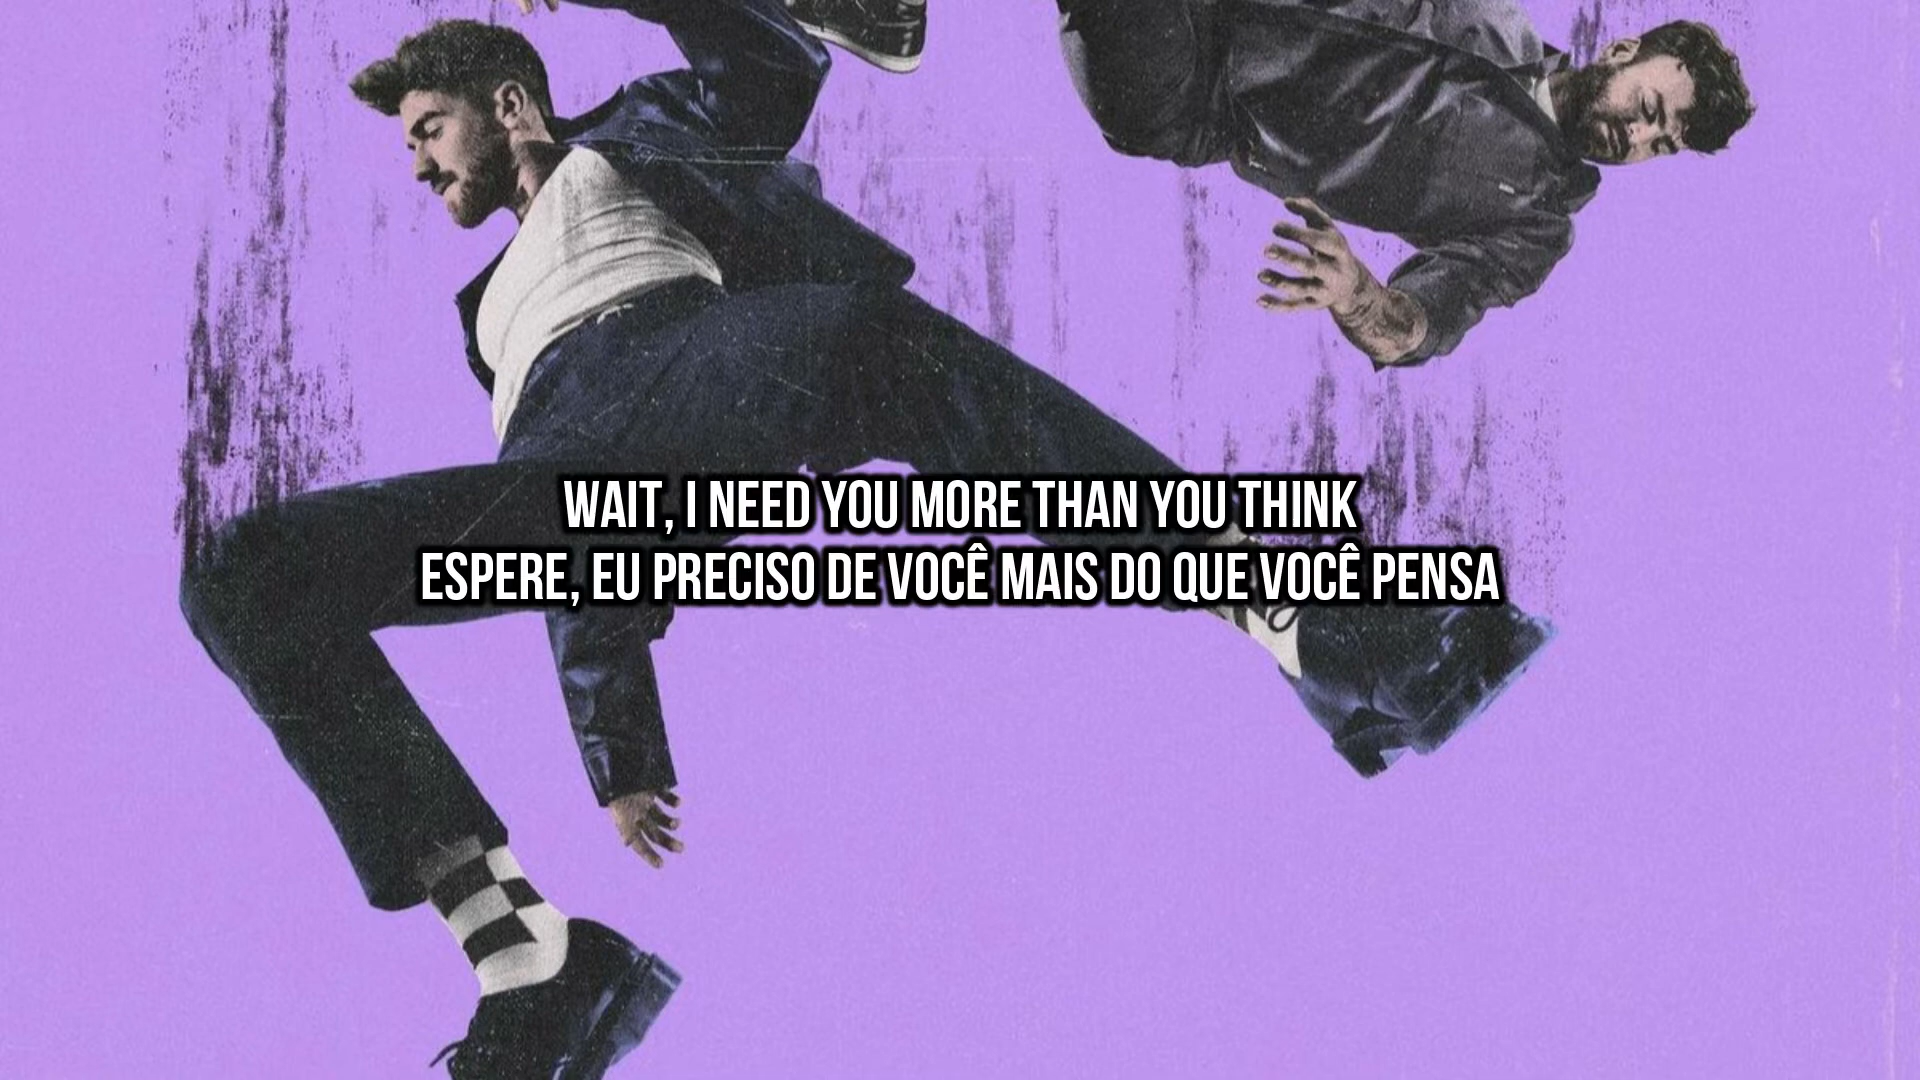 WAIT, I NEED YOU MORE THAN YOU THINK
ESPERE, EU PRECISO DE VOCÊ MAIS DO QUE VOCÊ PENSA